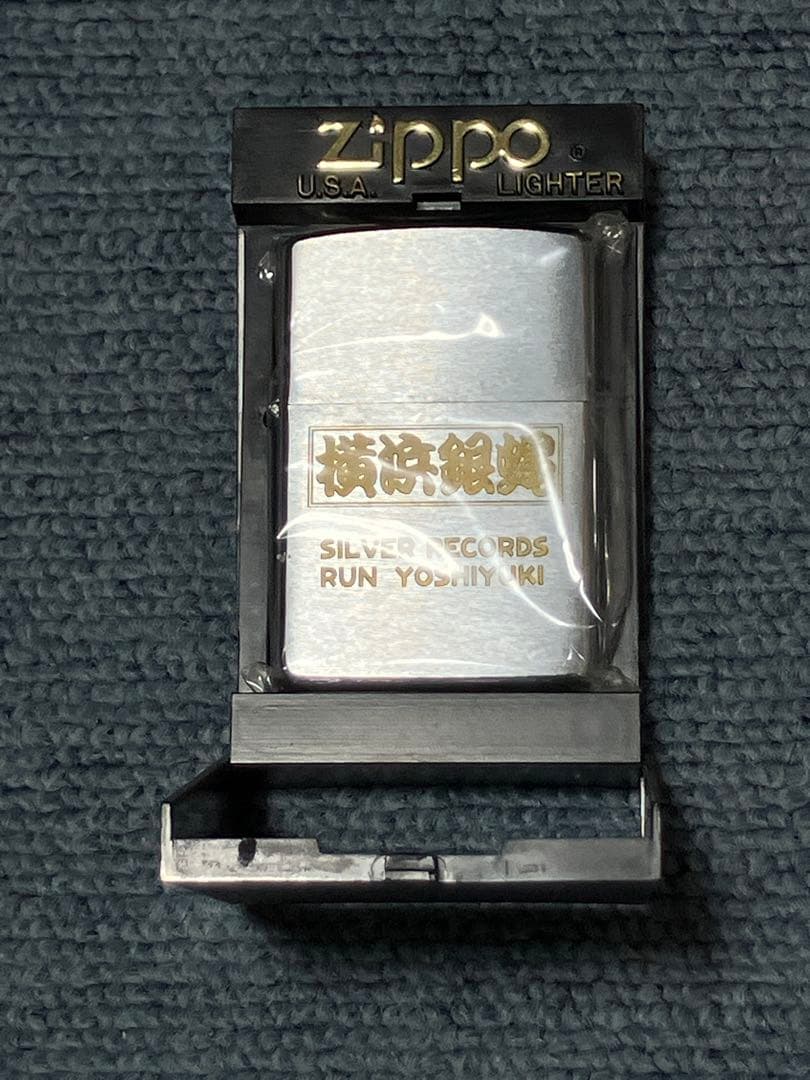 zippo®
U.S.A. LIGHTER
横浜銀蝿
SILVER RECORDS
RUN YOSHIYUKI